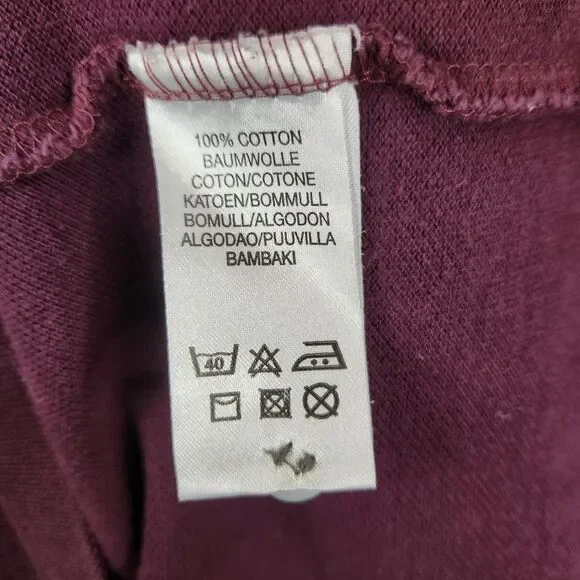 100% COTTON
BAUMWOLLE
COTON/COTONE
KATOEN/BOMMULL
BOMULL/ALGODON
ALGODAO/PUUVILLA
BAMBAKI
40